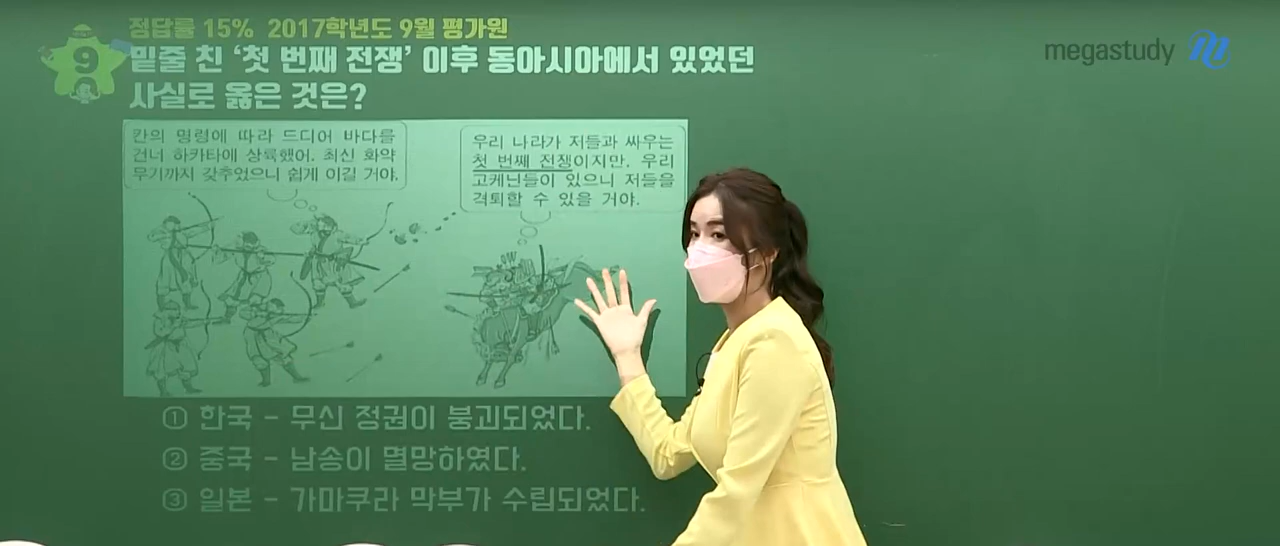 정답률 15% 2017학년도 9월 평가원
9
밑줄 친 '첫 번째 전쟁' 이후 동아시아에서 있었던
사실로 옳은 것은?
megastudy
칸의 명령에 따라 드디어 바다를
건너 하카타에 상륙했어. 최신 화약
무기까지 갖추었으니 쉽게 이길 거야.
우리 나라가 저들과 싸우는
첫 번째 전쟁이지만, 우리
고케닌들이 있으니 저들을
격퇴할 수 있을 거야.
① 한국 - 무신 정권이 붕괴되었다.
② 중국 - 남송이 멸망하였다.
③ 일본 - 가마쿠라 막부가 수립되었다.